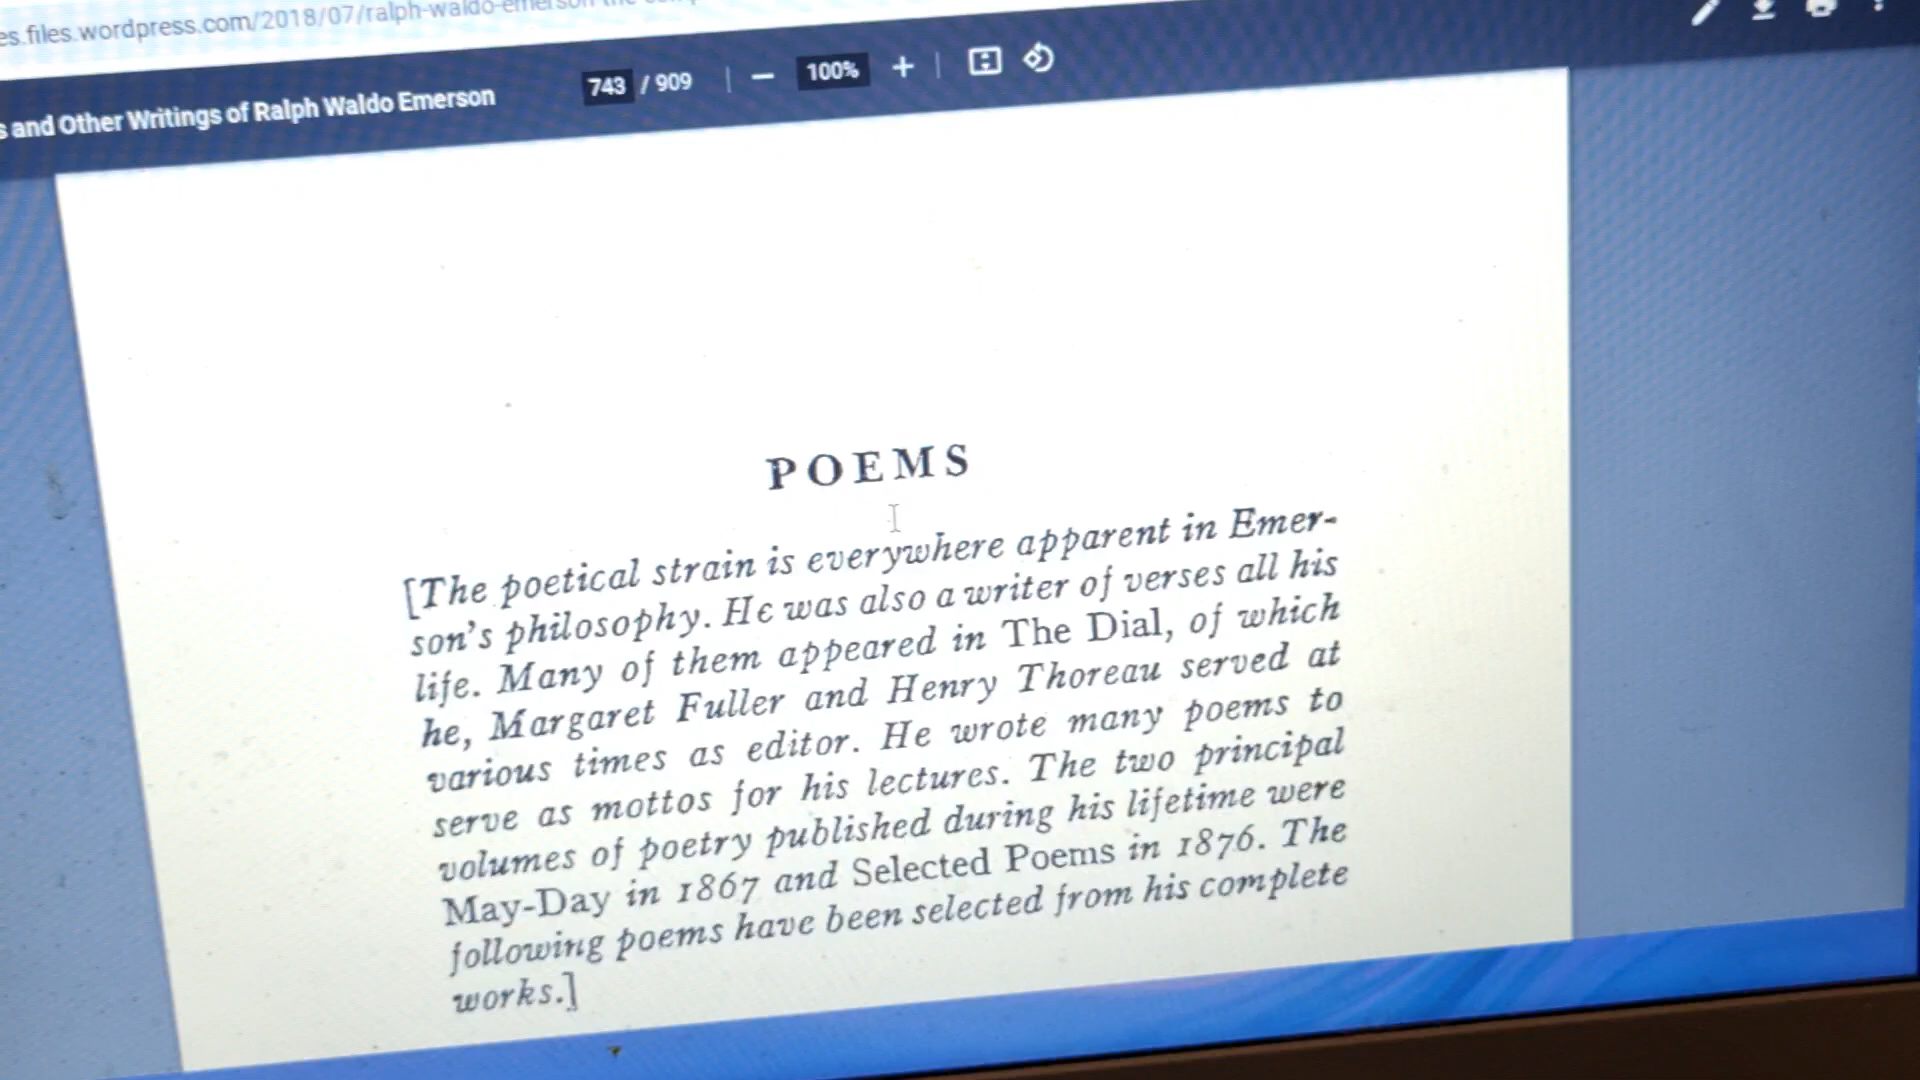 es.files.wordpress.com/2018/07/ralph-waldo-emerson-the-comp
s and Other Writings of Ralph Waldo Emerson 743 / 909 — 100% +
POEMS
[The poetical strain is everywhere apparent in Emer-
son's philosophy. He was also a writer of verses all his
life. Many of them appeared in The Dial, of which
he, Margaret Fuller and Henry Thoreau served at
various times as editor. He wrote many poems to
serve as mottos for his lectures. The two principal
volumes of poetry published during his lifetime were
May-Day in 1867 and Selected Poems in 1876. The
following poems have been selected from his complete
works.]